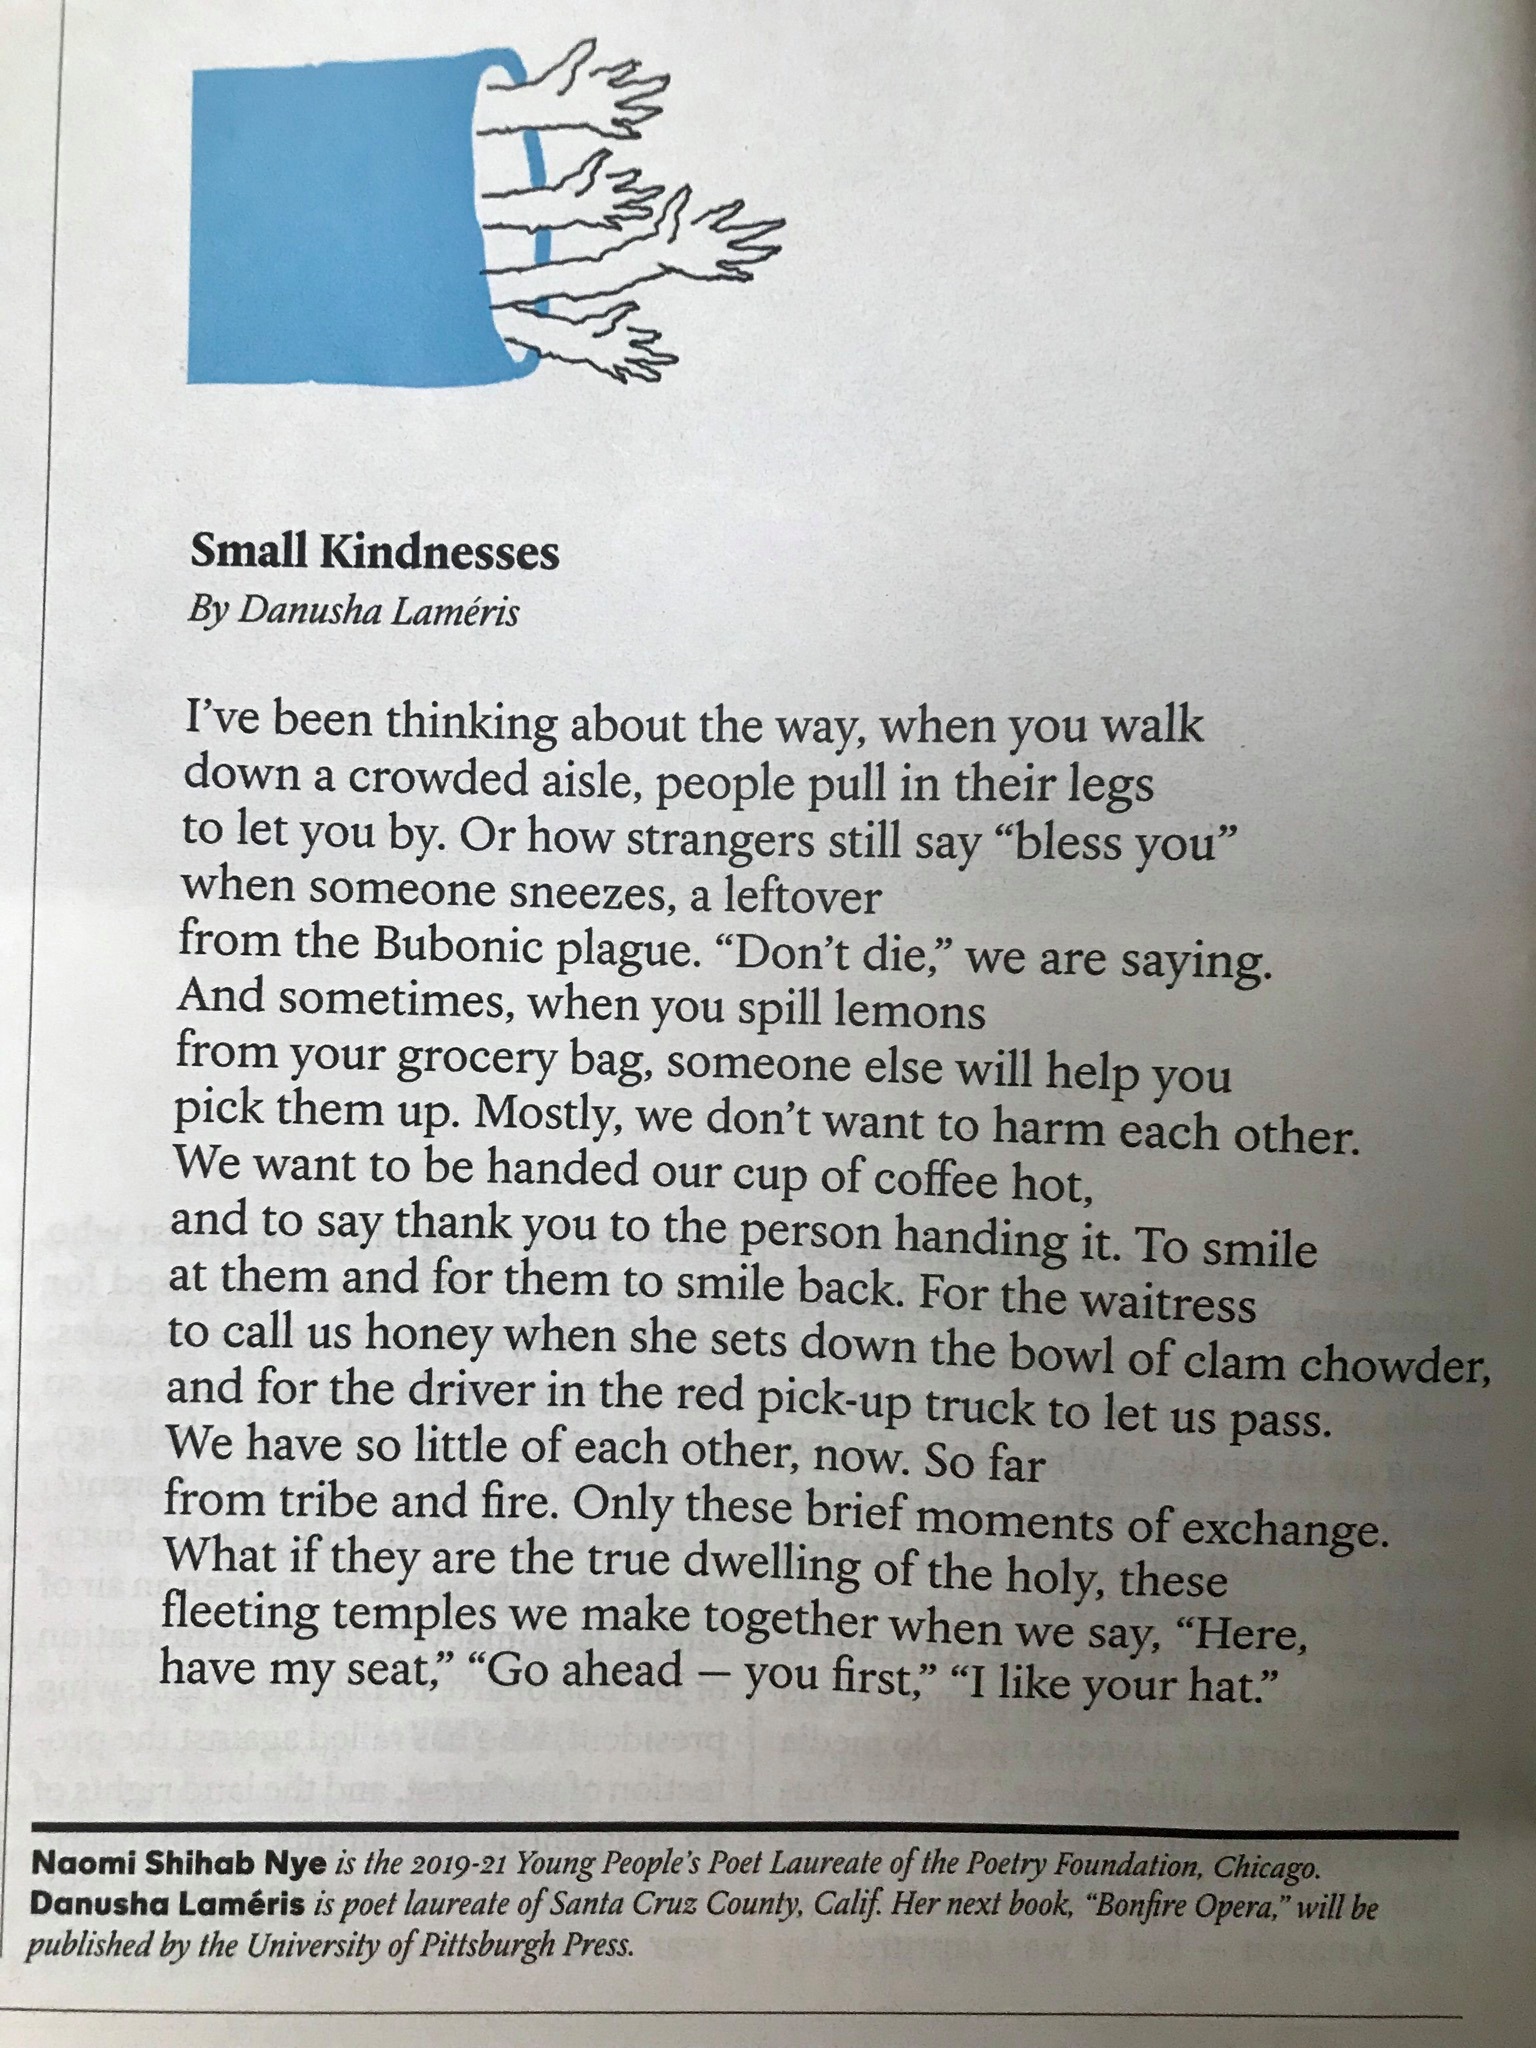 Small Kindnesses
By Danusha Laméris
I’ve been thinking about the way, when you walk
down a crowded aisle, people pull in their legs
to let you by. Or how strangers still say “bless you”
when someone sneezes, a leftover
from the Bubonic plague. “Don’t die,” we are saying.
And sometimes, when you spill lemons
from your grocery bag, someone else will help you
pick them up. Mostly, we don’t want to harm each other.
We want to be handed our cup of coffee hot,
and to say thank you to the person handing it. To smile
at them and for them to smile back. For the waitress
to call us honey when she sets down the bowl of clam chowder,
and for the driver in the red pick-up truck to let us pass.
We have so little of each other, now. So far
from tribe and fire. Only these brief moments of exchange.
What if they are the true dwelling of the holy, these
fleeting temples we make together when we say, “Here,
have my seat,” “Go ahead — you first,” “I like your hat.”
Naomi Shihab Nye is the 2019-21 Young People’s Poet Laureate of the Poetry Foundation, Chicago.
Danusha Laméris is poet laureate of Santa Cruz County, Calif. Her next book, “Bonfire Opera,” will be
published by the University of Pittsburgh Press.